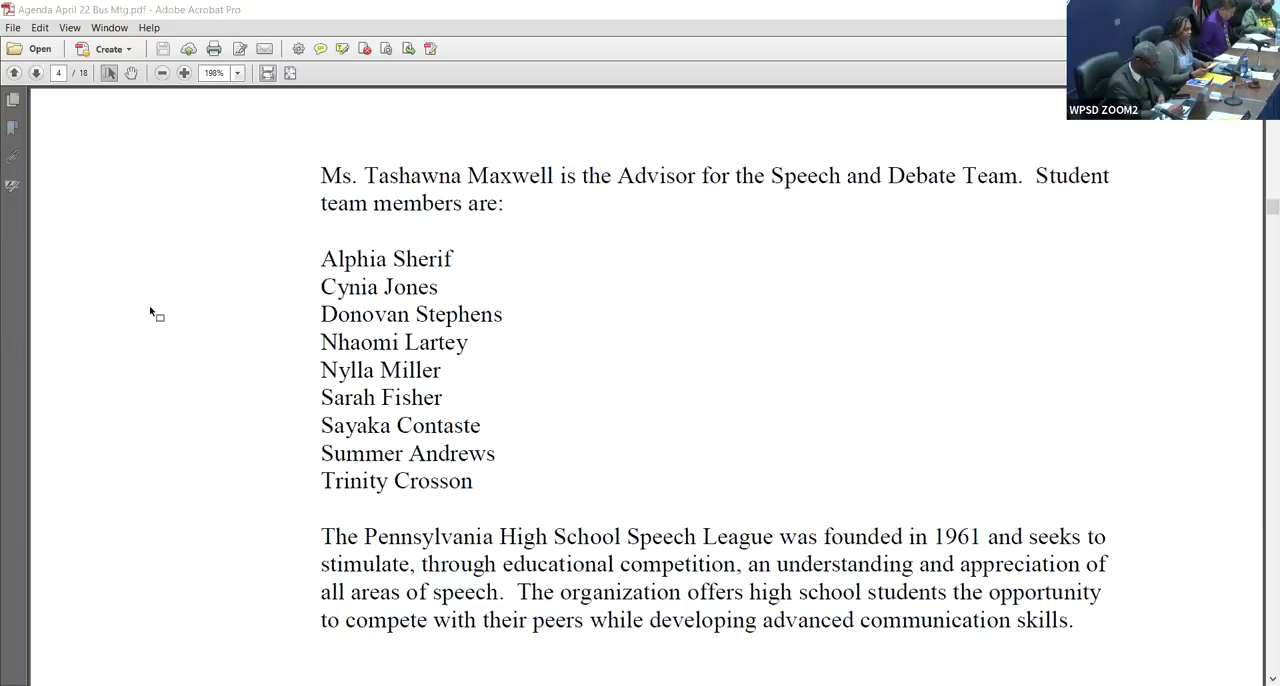 Agenda April 22 Bus Mtg.pdf - Adobe Acrobat Pro
File Edit View Window Help
Open Create
4 / 18 198%
WPSD ZOOM2
Ms. Tashawna Maxwell is the Advisor for the Speech and Debate Team. Student
team members are:
Alphia Sherif
Cynia Jones
Donovan Stephens
Nhaomi Lartey
Nylla Miller
Sarah Fisher
Sayaka Contaste
Summer Andrews
Trinity Crosson
The Pennsylvania High School Speech League was founded in 1961 and seeks to
stimulate, through educational competition, an understanding and appreciation of
all areas of speech. The organization offers high school students the opportunity
to compete with their peers while developing advanced communication skills.